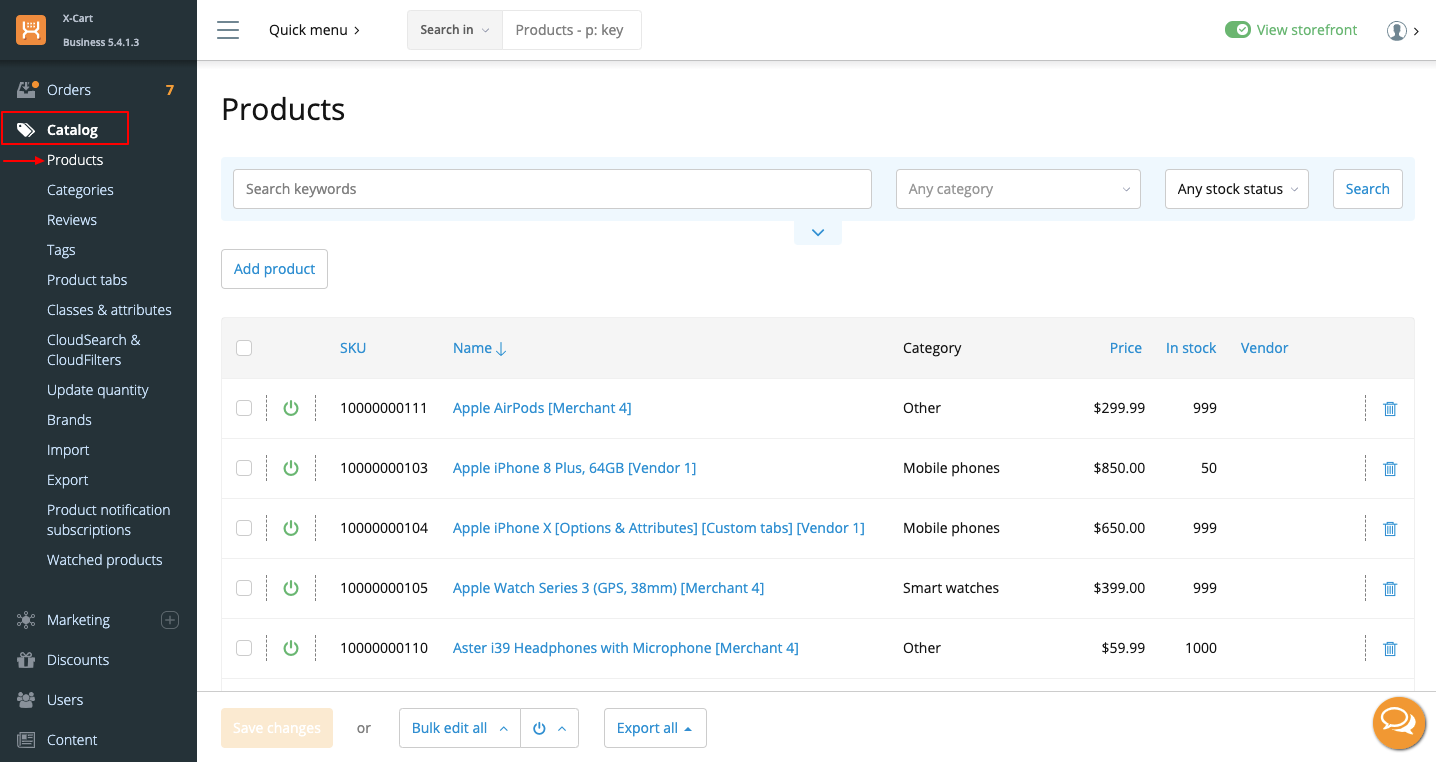 X-Cart
Business 5.4.1.3
Quick menu
Search in
Products - p: key
View storefront
Orders 7
Catalog
Products
Categories
Reviews
Tags
Product tabs
Classes & attributes
CloudSearch &
CloudFilters
Update quantity
Brands
Import
Export
Product notification
subscriptions
Watched products
Marketing
Discounts
Users
Content
Products
Search keywords Any category Any stock status Search
Add product
SKU Name Category Price In stock Vendor
10000000111 Apple AirPods [Merchant 4] Other $299.99 999
10000000103 Apple iPhone 8 Plus, 64GB [Vendor 1] Mobile phones $850.00 50
10000000104 Apple iPhone X [Options & Attributes] [Custom tabs] [Vendor 1] Mobile phones $650.00 999
10000000105 Apple Watch Series 3 (GPS, 38mm) [Merchant 4] Smart watches $399.00 999
10000000110 Aster i39 Headphones with Microphone [Merchant 4] Other $59.99 1000
Save changes or Bulk edit all Export all